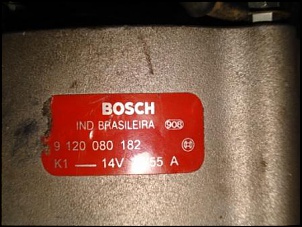 BOSCH
IND BRASILEIRA 906
9 120 080 182
K1 — 14V 55 A